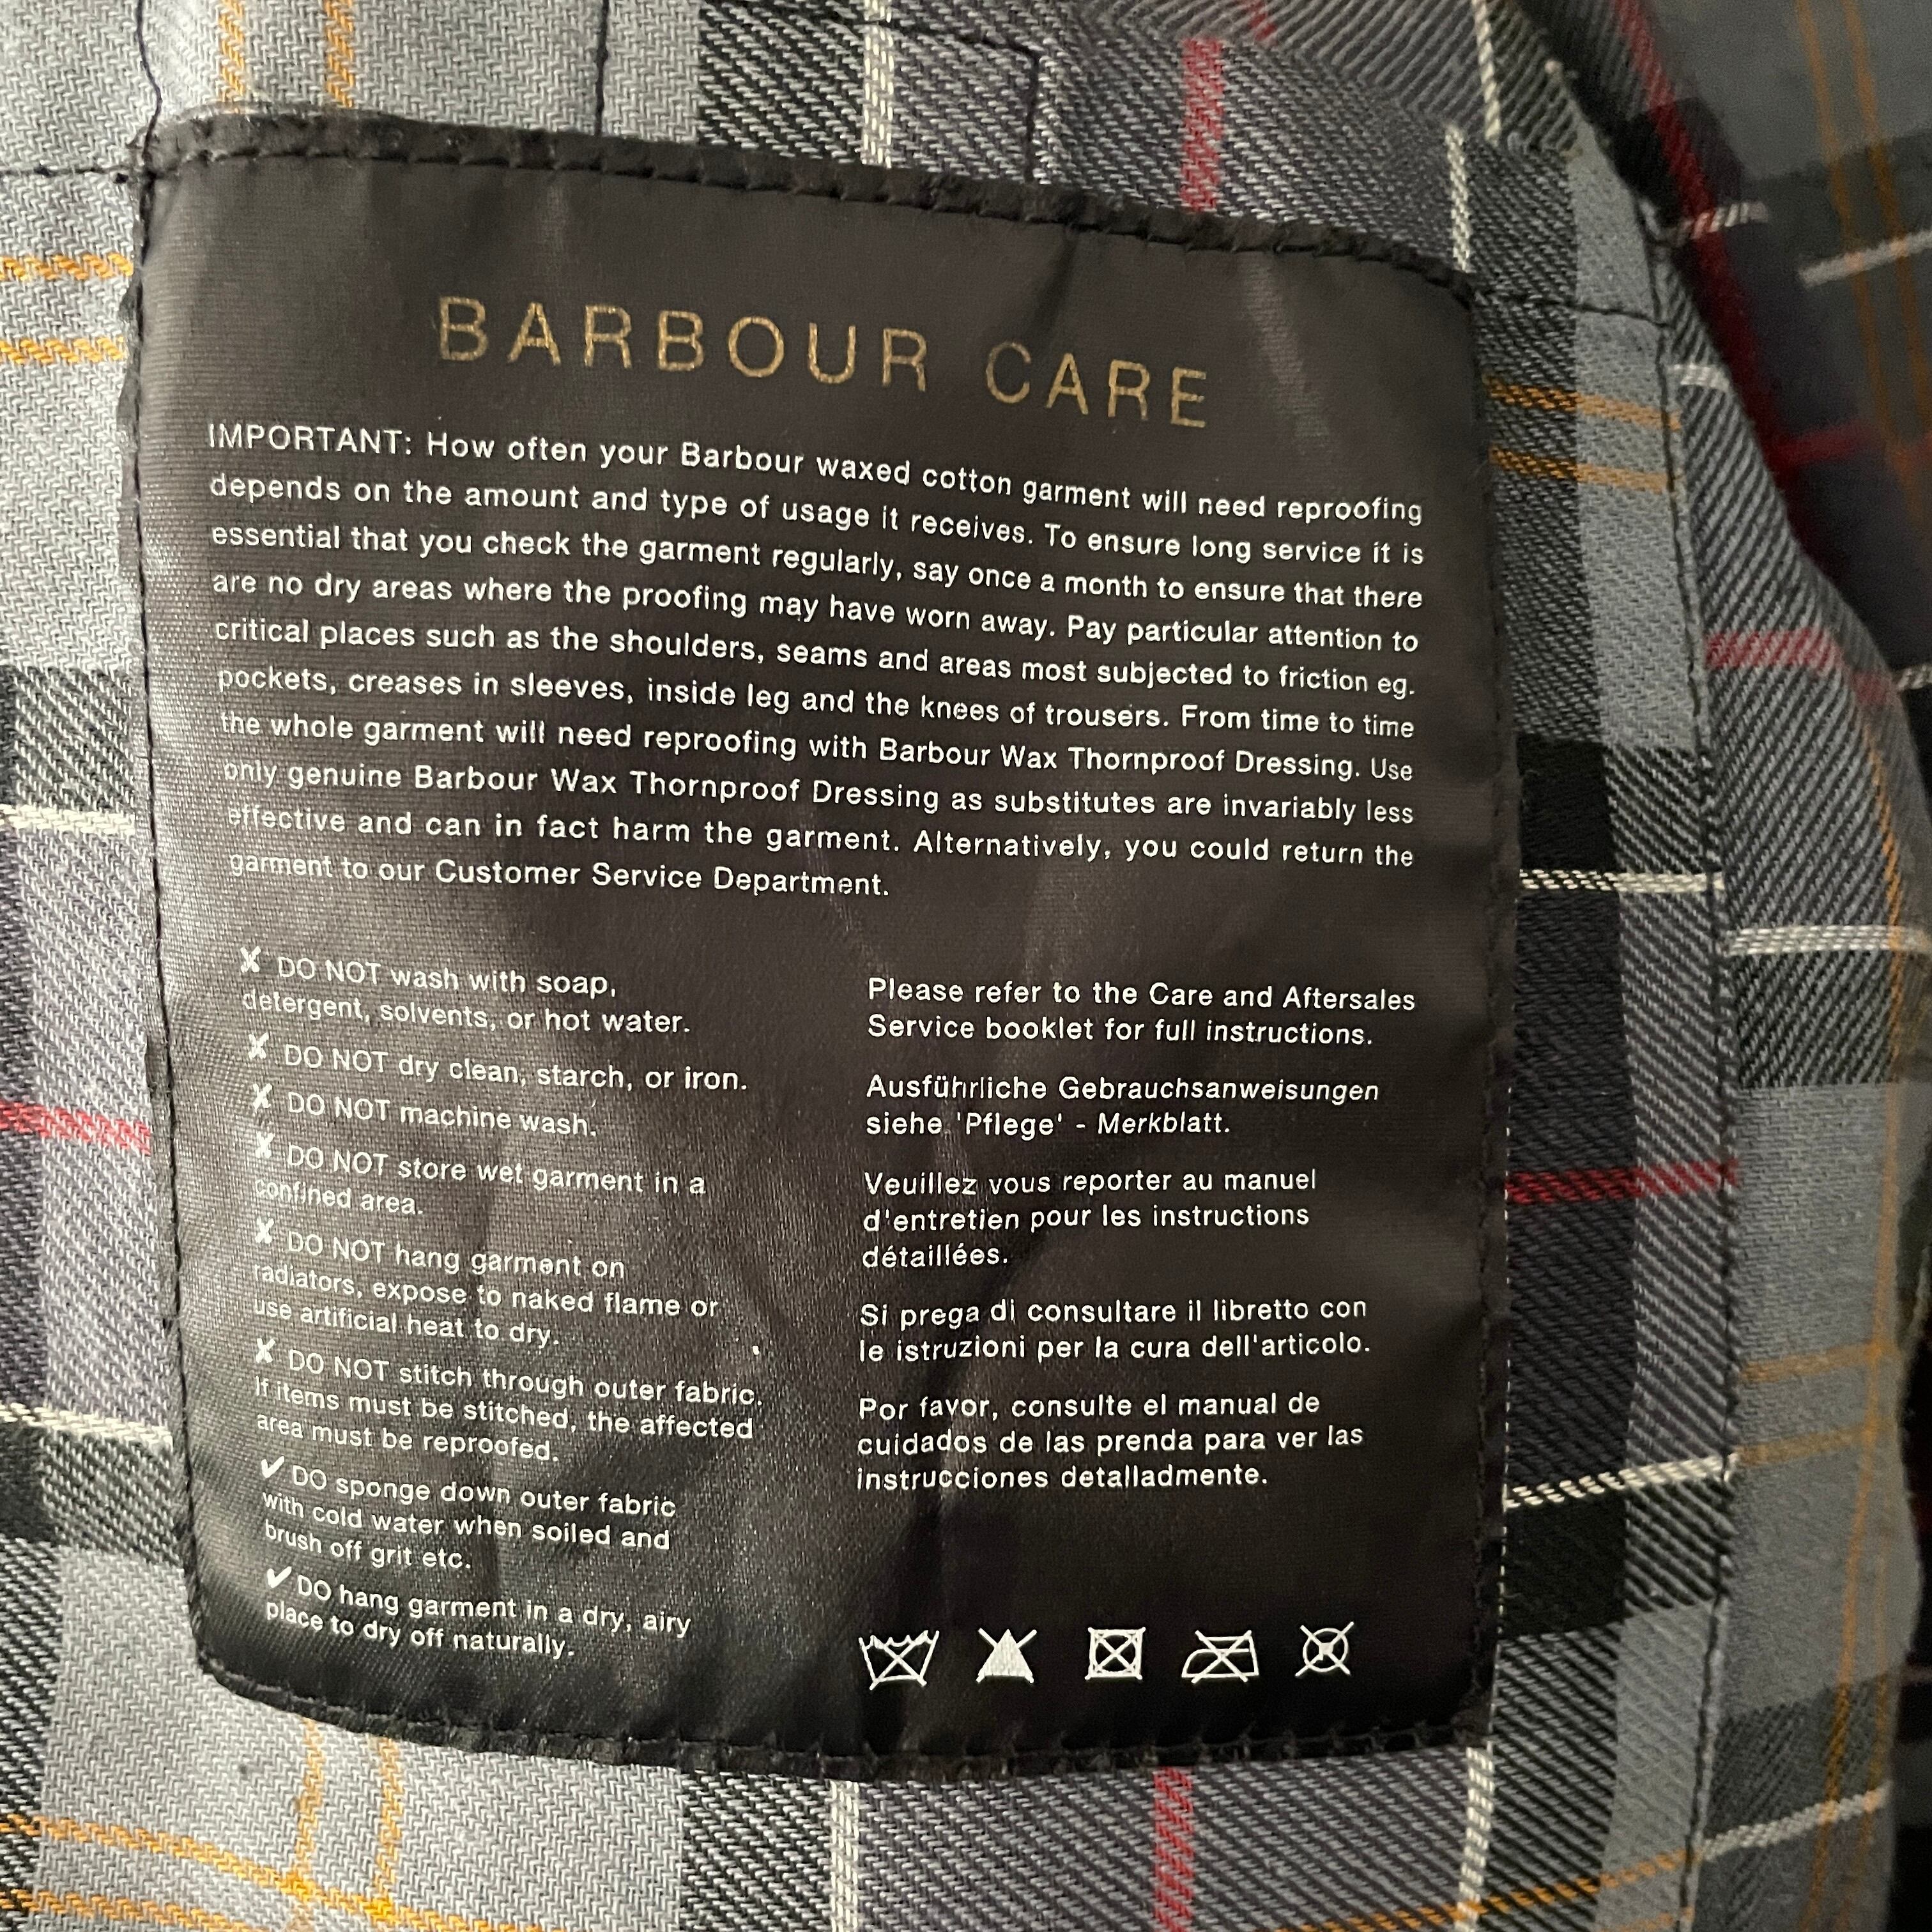 BARBOUR CARE
IMPORTANT: How often your Barbour waxed cotton garment will need reproofing
depends on the amount and type of usage it receives. To ensure long service it is
essential that you check the garment regularly, say once a month to ensure that there
are no dry areas where the proofing may have worn away. Pay particular attention to
critical places such as the shoulders, seams and areas most subjected to friction eg.
pockets, creases in sleeves, inside leg and the knees of trousers. From time to time
the whole garment will need reproofing with Barbour Wax Thornproof Dressing. Use
only genuine Barbour Wax Thornproof Dressing as substitutes are invariably less
effective and can in fact harm the garment. Alternatively, you could return the
garment to our Customer Service Department.
✗ DO NOT wash with soap,
detergent, solvents, or hot water.
✗ DO NOT dry clean, starch, or iron.
✗ DO NOT machine wash.
✗ DO NOT store wet garment in a
confined area.
✗ DO NOT hang garment on
radiators, expose to naked flame or
use artificial heat to dry.
✗ DO NOT stitch through outer fabric.
If items must be stitched, the affected
area must be reproofed.
✔ DO sponge down outer fabric
with cold water when soiled and
brush off grit etc.
✔ DO hang garment in a dry, airy
place to dry off naturally.
Please refer to the Care and Aftersales
Service booklet for full instructions.
Ausführliche Gebrauchsanweisungen
siehe 'Pflege' - Merkblatt.
Veuillez vous reporter au manuel
d'entretien pour les instructions
détaillées.
Si prega di consultare il libretto con
le istruzioni per la cura dell'articolo.
Por favor, consulte el manual de
cuidados de las prenda para ver las
instrucciones detalladmente.